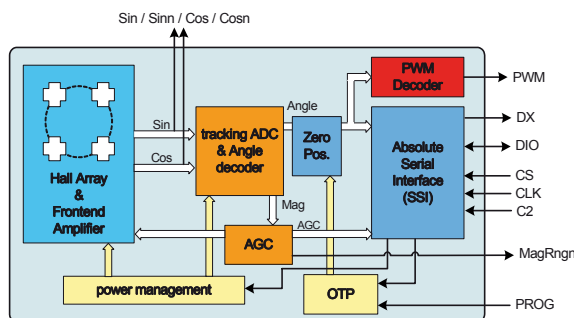 Sin / Sinn / Cos / Cosn
PWM
Decoder
PWM
Hall Array
&
Frontend
Amplifier
Sin
Cos
tracking ADC
& Angle
decoder
Angle
Zero
Pos.
Absolute
Serial
Interface
(SSI)
DX
DIO
CS
CLK
C2
Mag
AGC
AGC
MagRngn
power management
OTP
PROG